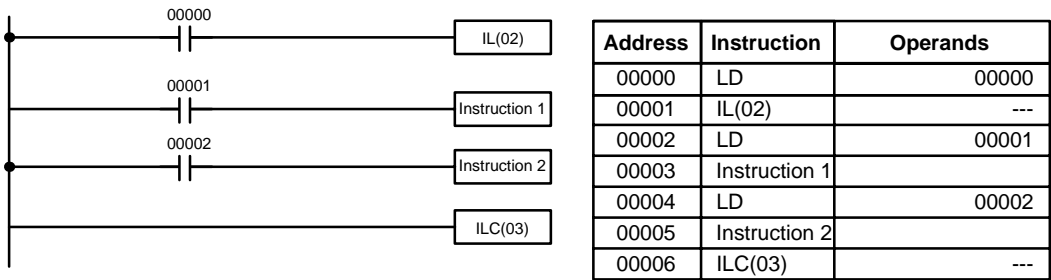 00000
IL(02)
00001
Instruction 1
00002
Instruction 2
ILC(03)
Address Instruction Operands
00000 LD 00000
00001 IL(02) ---
00002 LD 00001
00003 Instruction 1
00004 LD 00002
00005 Instruction 2
00006 ILC(03) ---